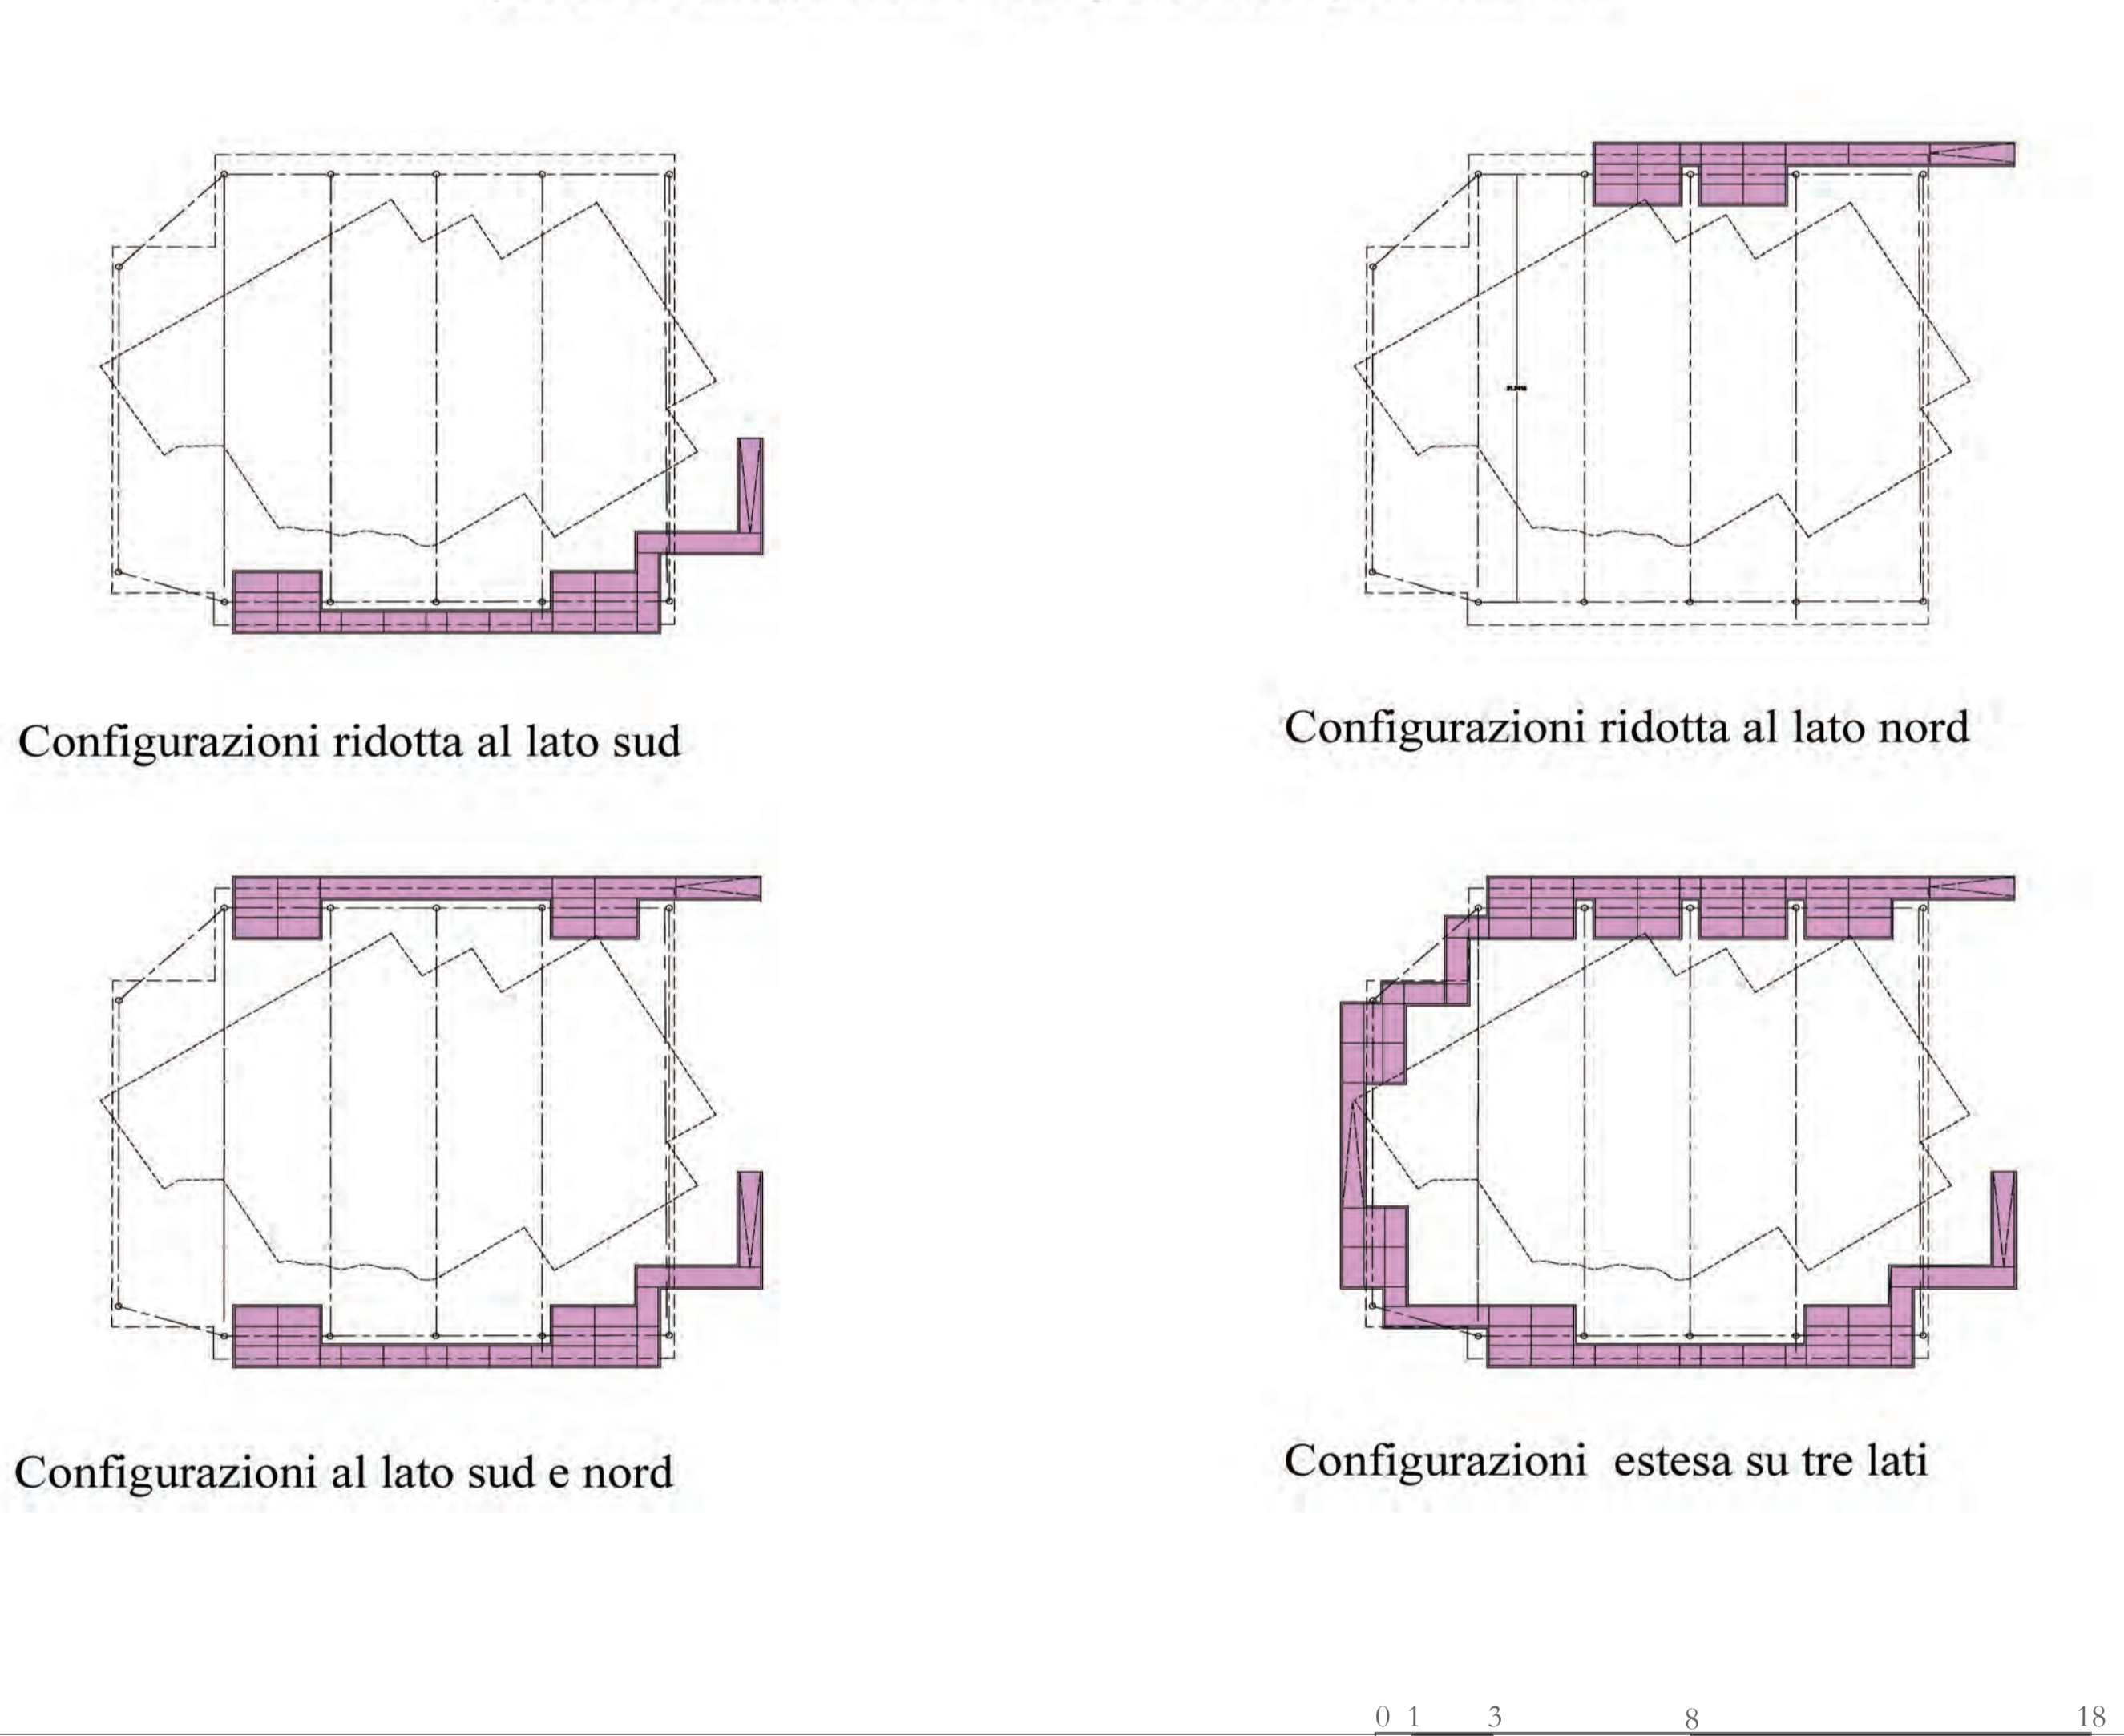 Configurazioni ridotta al lato sud
Configurazioni ridotta al lato nord
Configurazioni al lato sud e nord
Configurazioni estesa su tre lati
0 1 3 8 18